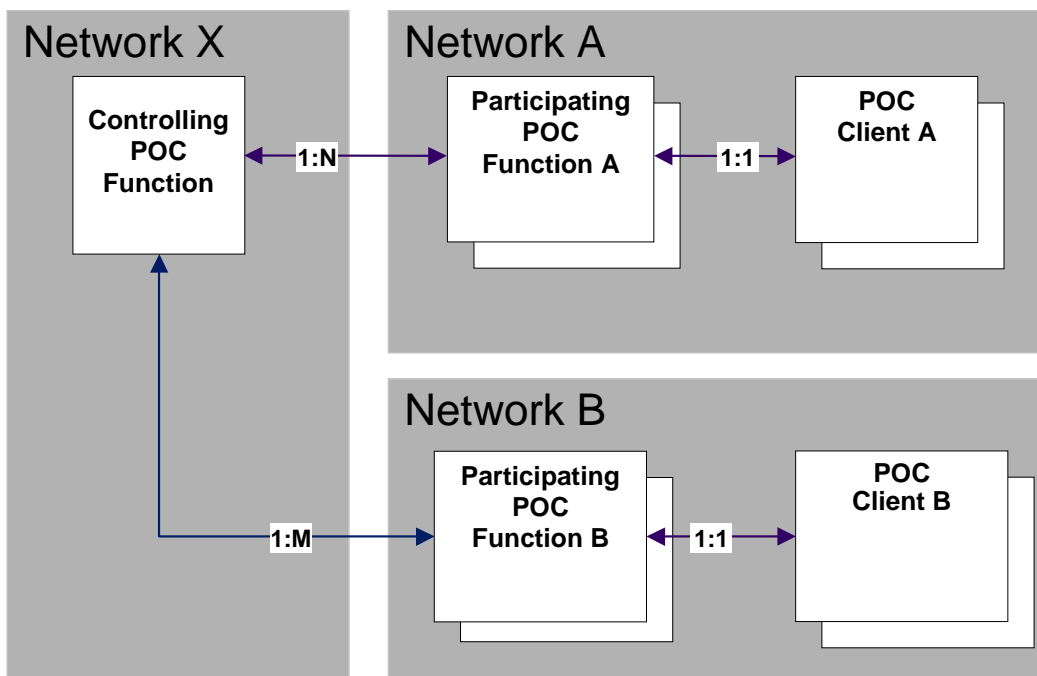 Network X
Controlling
POC
Function
1:N
1:M
Network A
Participating
POC
Function A
1:1
POC
Client A
Network B
Participating
POC
Function B
1:1
POC
Client B